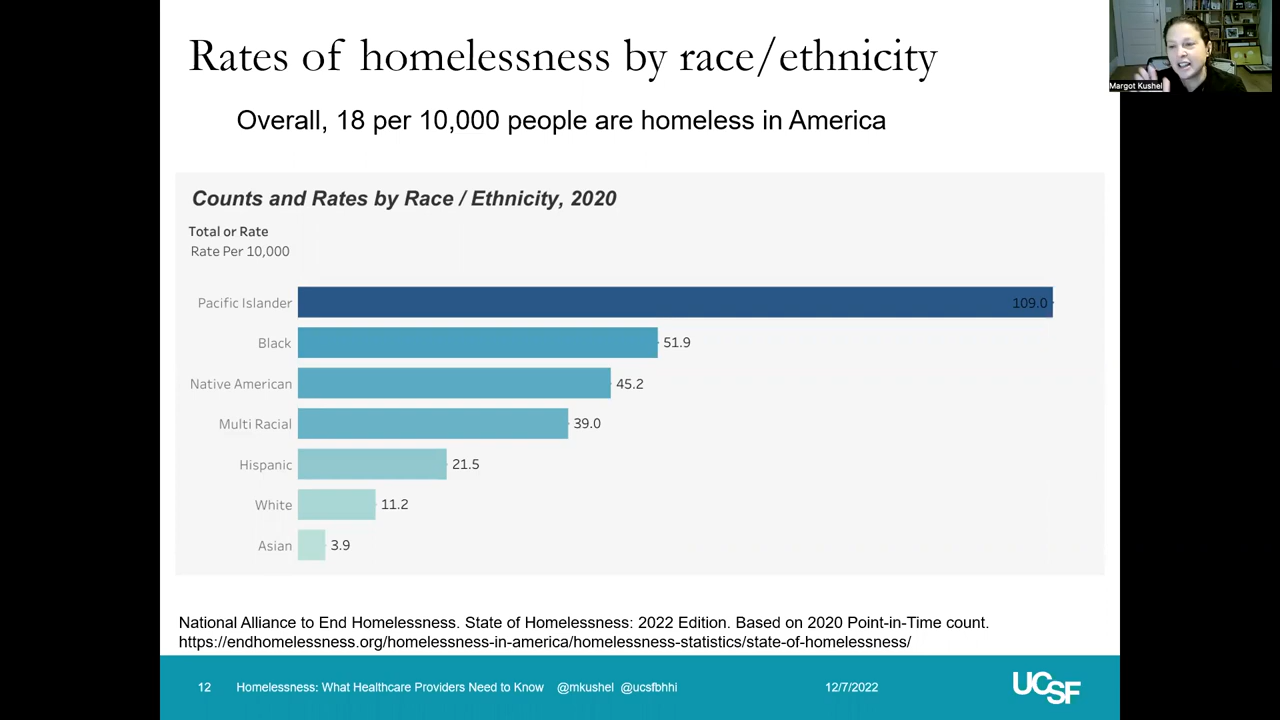 Rates of homelessness by race/ethnicity
Margot Kushel
Overall, 18 per 10,000 people are homeless in America
Counts and Rates by Race / Ethnicity, 2020
Total or Rate
Rate Per 10,000
Pacific Islander 109.0
Black 51.9
Native American 45.2
Multi Racial 39.0
Hispanic 21.5
White 11.2
Asian 3.9
National Alliance to End Homelessness. State of Homelessness: 2022 Edition. Based on 2020 Point-in-Time count.
https://endhomelessness.org/homelessness-in-america/homelessness-statistics/state-of-homelessness/
12 Homelessness: What Healthcare Providers Need to Know @mkushel @ucsfbhhi 12/7/2022 UCSF